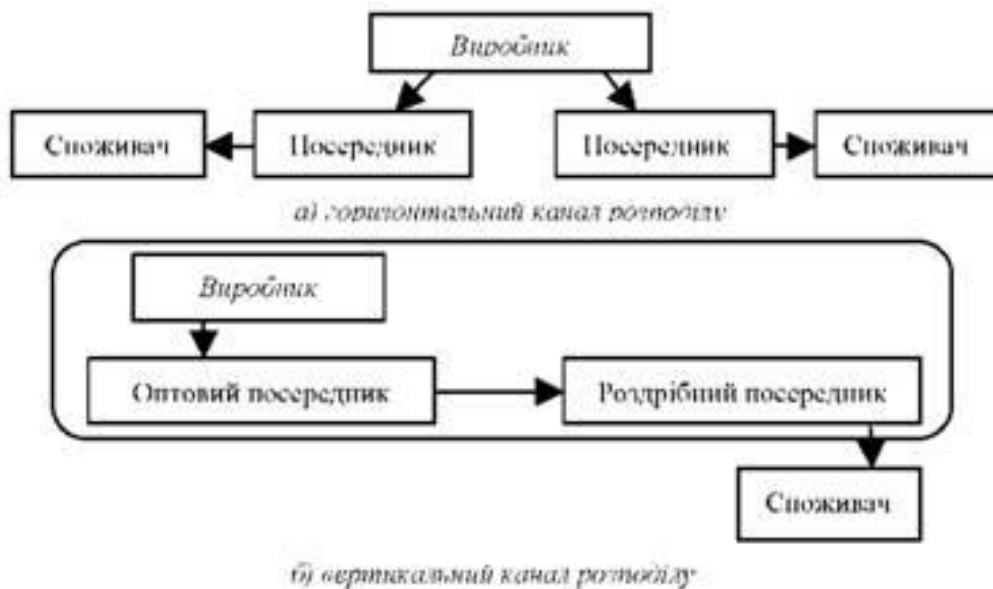 Виробник
Споживач Посередник Посередник Споживач
а) горизонтальний канал розподілу
Виробник
Оптовий посередник Роздрібний посередник
Споживач
б) вертикальний канал розподілу